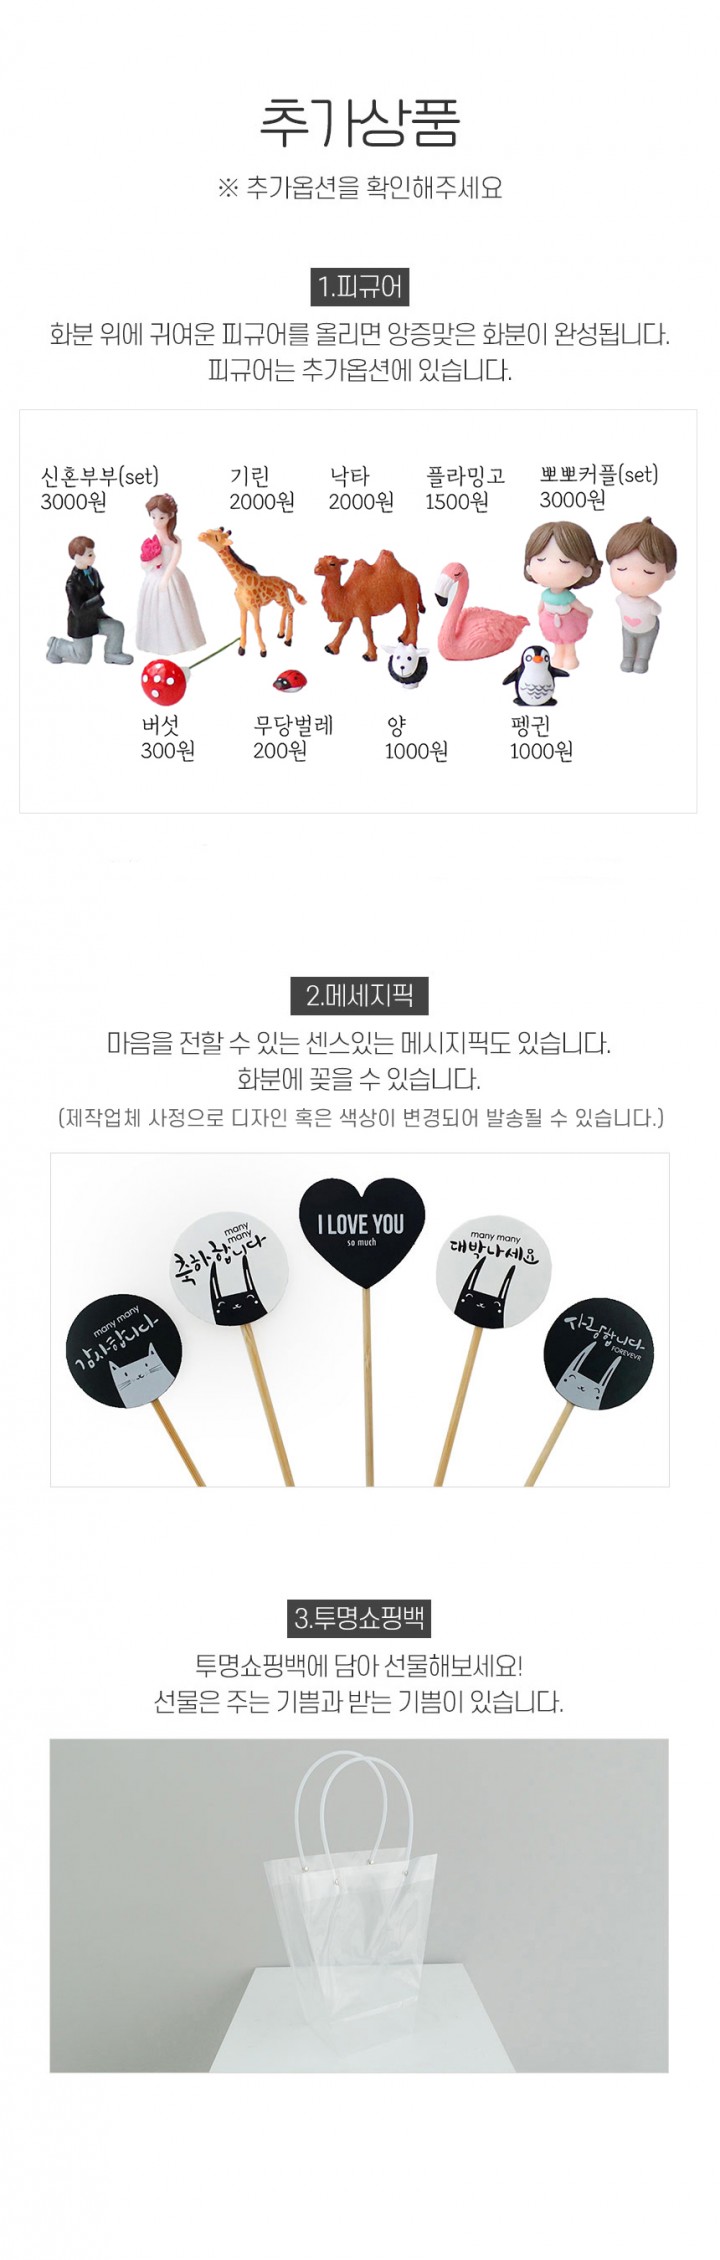 추가상품
※ 추가옵션을 확인해주세요
1.피규어
화분 위에 귀여운 피규어를 올리면 앙증맞은 화분이 완성됩니다.
피규어는 추가옵션에 있습니다.
신혼부부(set)
3000원
기린
2000원
낙타
2000원
플라밍고
1500원
뽀뽀커플(set)
3000원
버섯
300원
무당벌레
200원
양
1000원
펭귄
1000원
2.메세지픽
마음을 전할 수 있는 센스있는 메시지픽도 있습니다.
화분에 꽂을 수 있습니다.
(제작업체 사정으로 디자인 혹은 색상이 변경되어 발송될 수 있습니다.)
many many
감사합니다
many
many
축하합니다
I LOVE YOU
so much
many many
대박나세요
사랑합니다
FOREVEVR
3.투명쇼핑백
투명쇼핑백에 담아 선물해보세요!
선물은 주는 기쁨과 받는 기쁨이 있습니다.